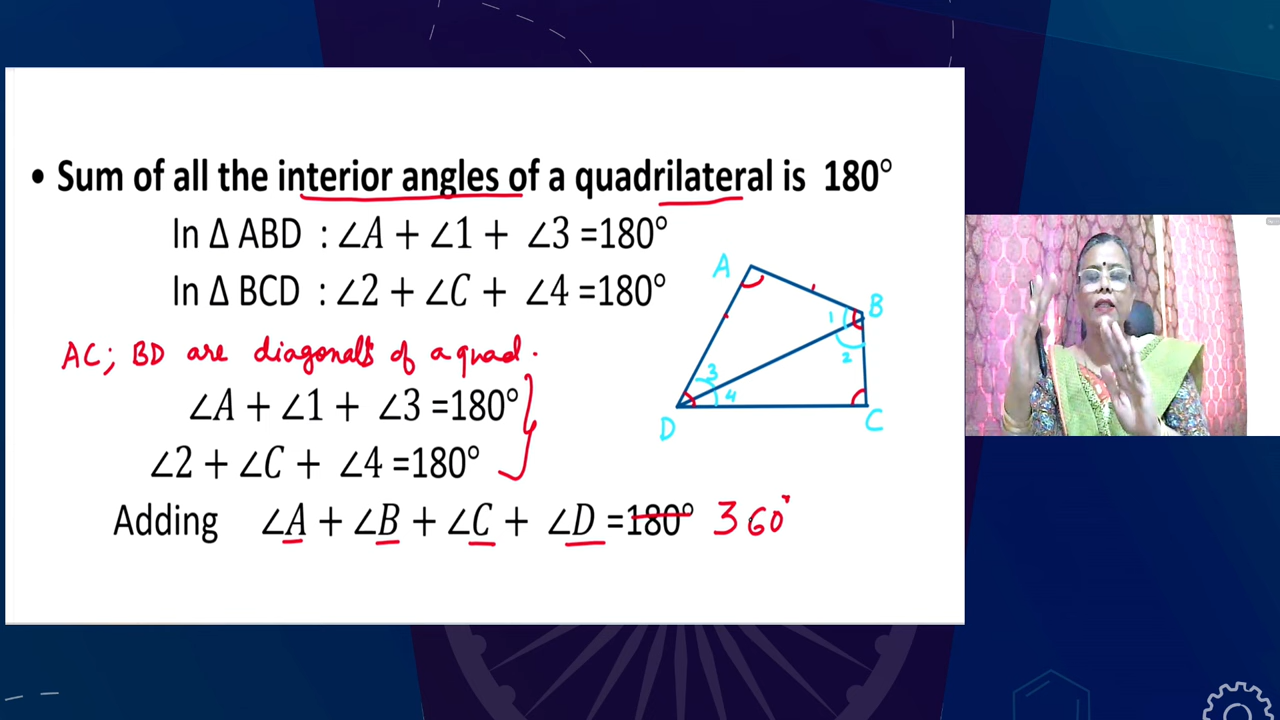 • Sum of all the interior angles of a quadrilateral is 180°
In Δ ABD : ∠A + ∠1 + ∠3 =180°
In Δ BCD : ∠2 + ∠C + ∠4 =180°
AC; BD are diagonals of a quad.
∠A + ∠1 + ∠3 =180°
∠2 + ∠C + ∠4 =180°
Adding ∠A + ∠B + ∠C + ∠D =180° 360°
A
B
1
2
3
4
D
C